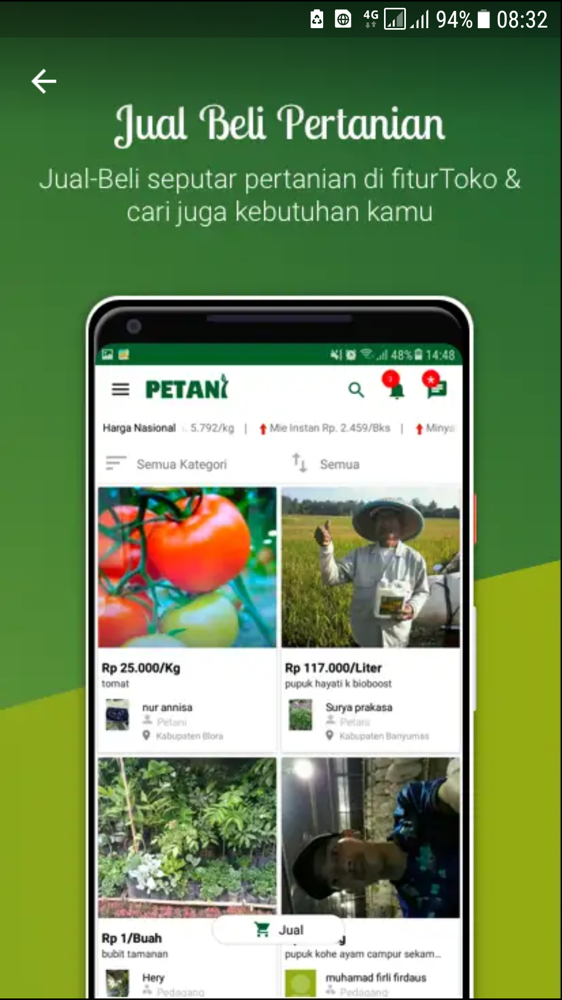 4G 94% 08:32
Jual Beli Pertanian
Jual-Beli seputar pertanian di fiturToko &
cari juga kebutuhan kamu
48% 14:48
PETANi
Harga Nasional 5.792/kg | Mie Instan Rp. 2.459/Bks | Minya
Semua Kategori Semua
Rp 25.000/Kg
tomat
nur annisa
Petani
Kabupaten Blora
Rp 117.000/Liter
pupuk hayati k bioboost
Surya prakasa
Petani
Kabupaten Banyumas
Jual
Rp 1/Buah
bubit tamanan
Hery
Pedagang
pupuk kohe ayam campur sekam...
muhamad firli firdaus
Pedagang